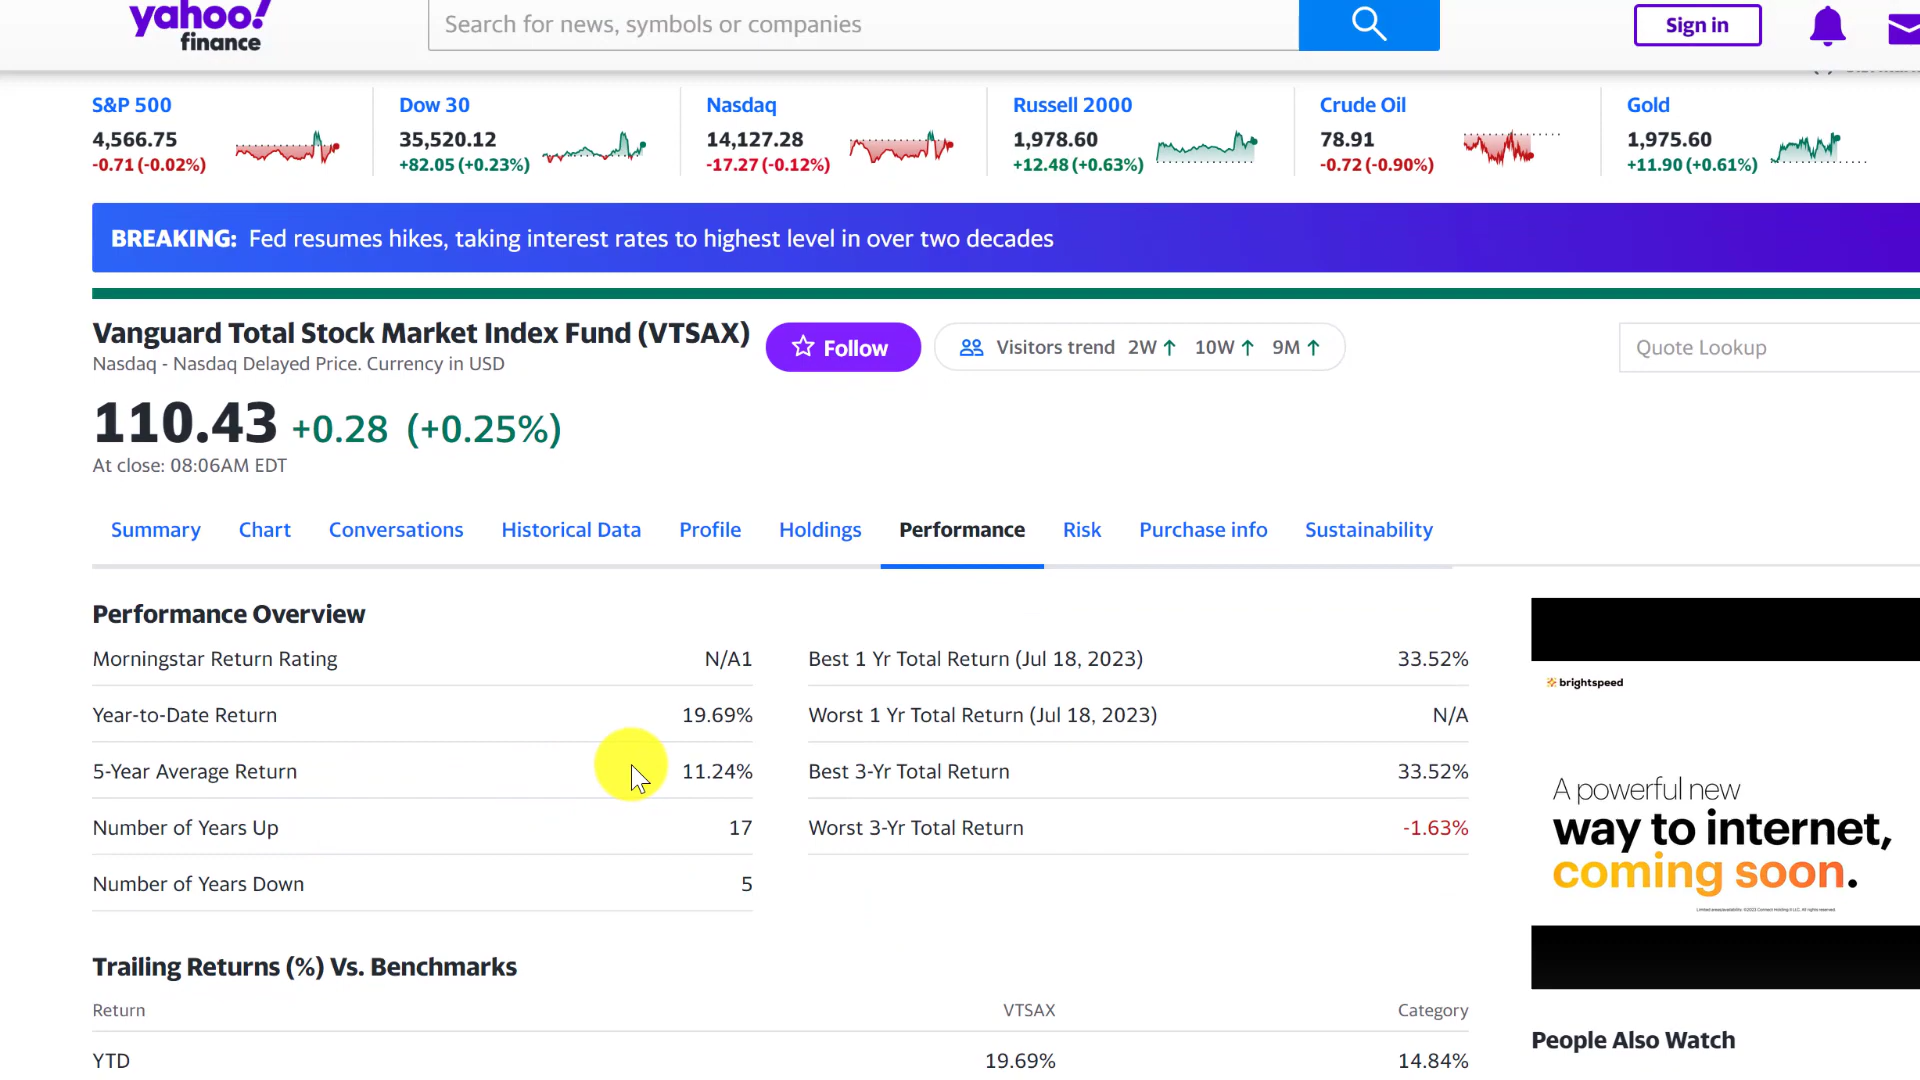 yahoo!
finance
Search for news, symbols or companies
Sign in
S&P 500
4,566.75
-0.71 (-0.02%)
Dow 30
35,520.12
+82.05 (+0.23%)
Nasdaq
14,127.28
-17.27 (-0.12%)
Russell 2000
1,978.60
+12.48 (+0.63%)
Crude Oil
78.91
-0.72 (-0.90%)
Gold
1,975.60
+11.90 (+0.61%)
BREAKING: Fed resumes hikes, taking interest rates to highest level in over two decades
Vanguard Total Stock Market Index Fund (VTSAX)
Nasdaq - Nasdaq Delayed Price. Currency in USD
Follow
Visitors trend 2W ↑ 10W ↑ 9M ↑
Quote Lookup
110.43 +0.28 (+0.25%)
At close: 08:06AM EDT
Summary Chart Conversations Historical Data Profile Holdings Performance Risk Purchase info Sustainability
Performance Overview
Morningstar Return Rating N/A1
Year-to-Date Return 19.69%
5-Year Average Return 11.24%
Number of Years Up 17
Number of Years Down 5
Best 1 Yr Total Return (Jul 18, 2023) 33.52%
Worst 1 Yr Total Return (Jul 18, 2023) N/A
Best 3-Yr Total Return 33.52%
Worst 3-Yr Total Return -1.63%
Trailing Returns (%) Vs. Benchmarks
Return VTSAX Category
YTD 19.69% 14.84%
brightspeed
A powerful new
way to internet,
coming soon.
People Also Watch